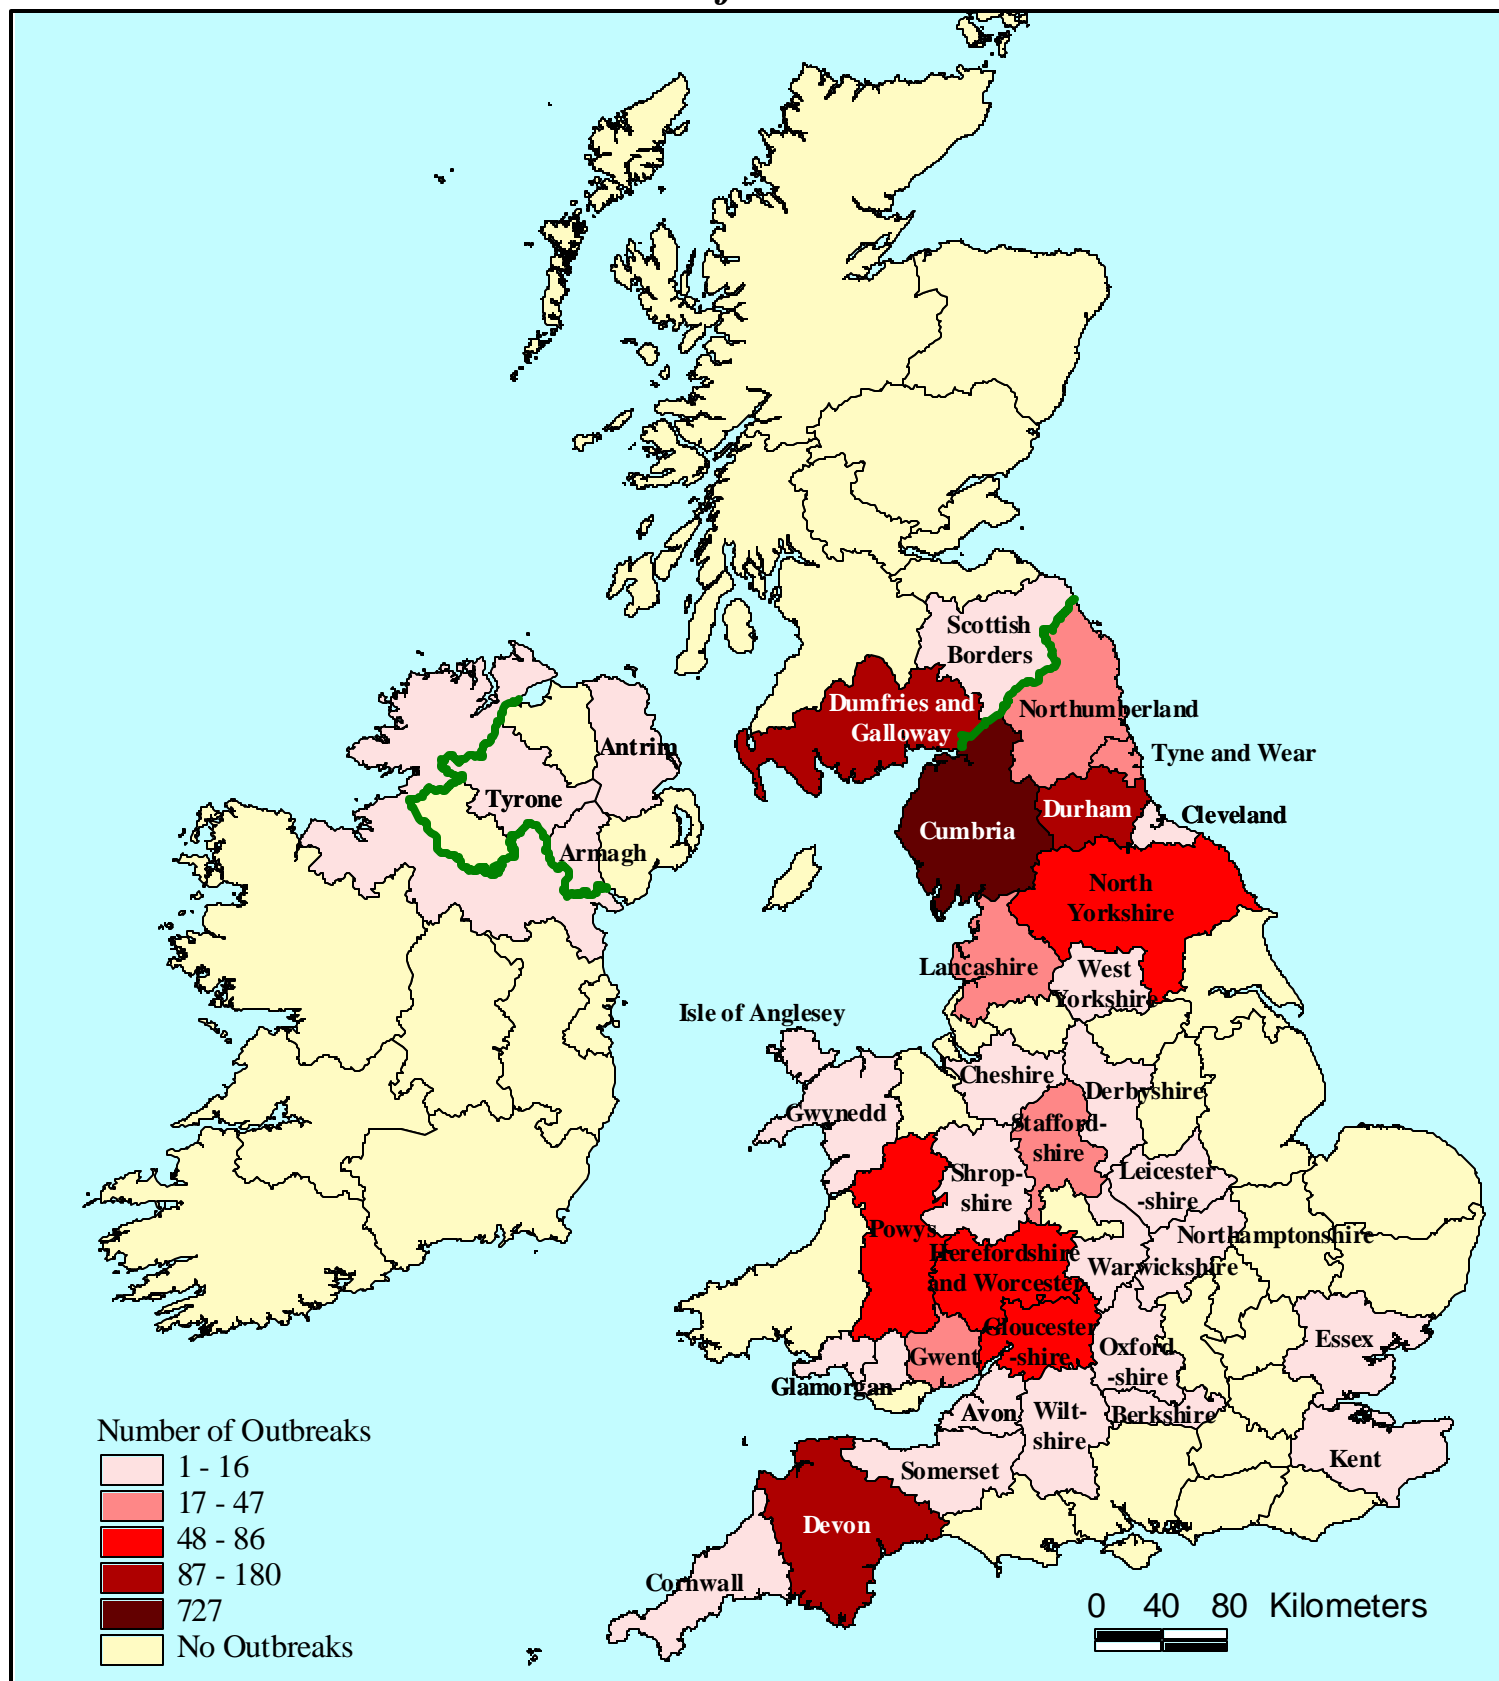 Scottish
Borders
Dumfries and
Galloway
Northumberland
Antrim
Tyne and Wear
Tyrone
Durham
Cleveland
Cumbria
Armagh
North
Yorkshire
Lancashire
West
Yorkshire
Isle of Anglesey
Cheshire
Derbyshire
Gwynedd
Stafford-
shire
Shrop-
shire
Leicester
-shire
Powys
Northamptonshire
Herefordshire
and Worcester
Warwickshire
Gloucester
-shire
Essex
Gwent
Oxford
-shire
Glamorgan
Avon
Wilt-
shire
Berkshire
Kent
Somerset
Devon
Cornwall
Number of Outbreaks
1 - 16
17 - 47
48 - 86
87 - 180
727
No Outbreaks
0 40 80 Kilometers